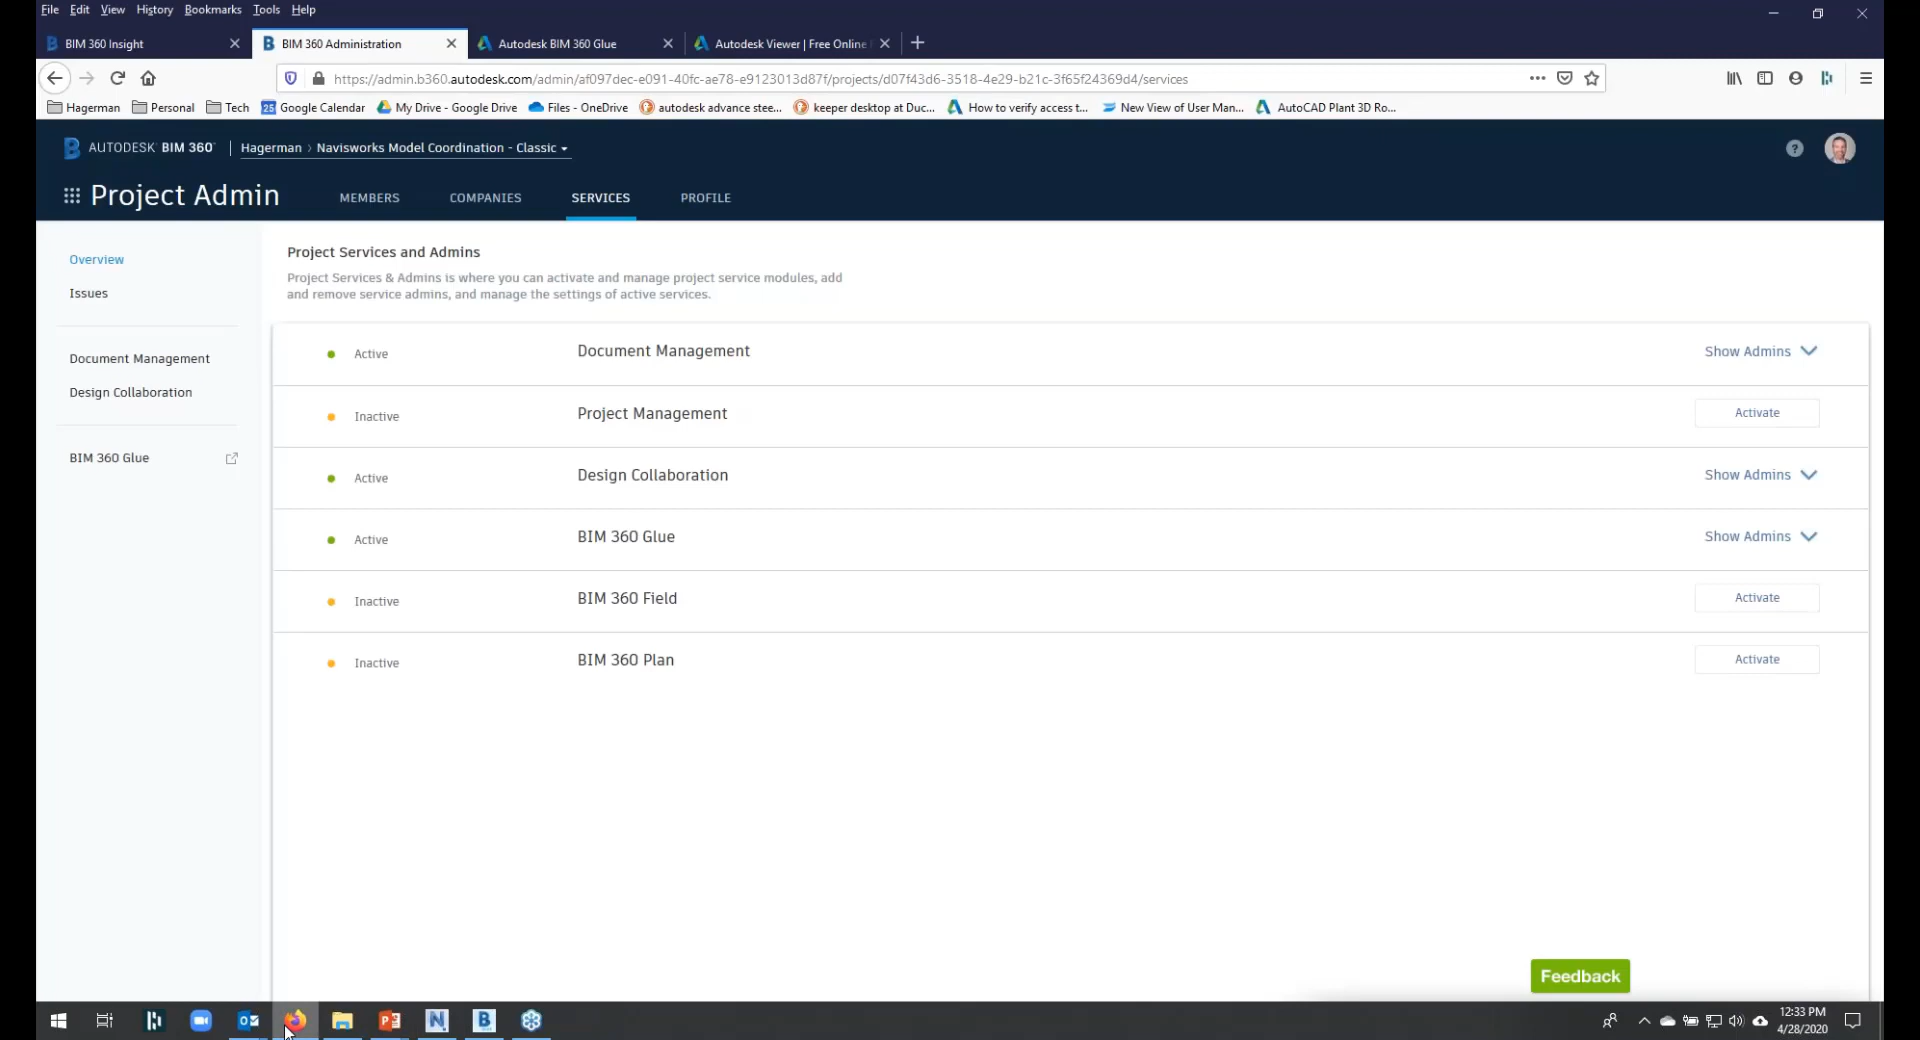 File Edit View History Bookmarks Tools Help
BIM 360 Insight
BIM 360 Administration
Autodesk BIM 360 Glue
Autodesk Viewer | Free Online
https://admin.b360.autodesk.com/admin/af097dec-e091-40fc-ae78-e9123013d87f/projects/d07f43d6-3518-4e29-b21c-3f65f24369d4/services
Hagerman Personal Tech Google Calendar My Drive - Google Drive Files - OneDrive autodesk advance stee... keeper desktop at Duc... How to verify access t... New View of User Man... AutoCAD Plant 3D Ro...
AUTODESK BIM 360 Hagerman › Navisworks Model Coordination - Classic
Project Admin MEMBERS COMPANIES SERVICES PROFILE
Overview
Issues
Document Management
Design Collaboration
BIM 360 Glue
Project Services and Admins
Project Services & Admins is where you can activate and manage project service modules, add
and remove service admins, and manage the settings of active services.
Active Document Management Show Admins
Inactive Project Management Activate
Active Design Collaboration Show Admins
Active BIM 360 Glue Show Admins
Inactive BIM 360 Field Activate
Inactive BIM 360 Plan Activate
Feedback
12:33 PM
4/28/2020